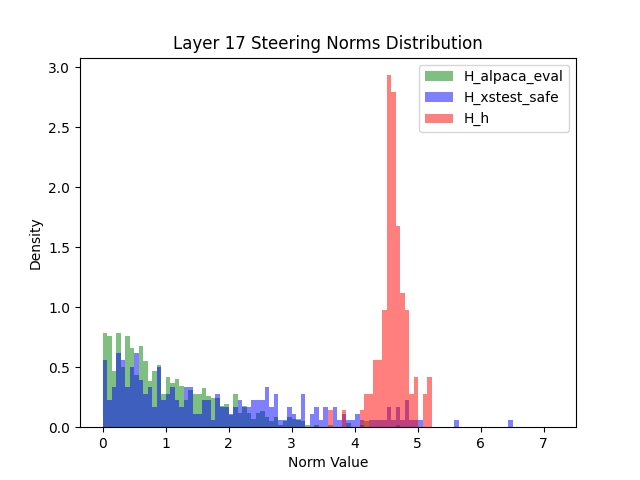 Layer 17 Steering Norms Distribution
H_alpaca_eval
H_xstest_safe
H_h
3.0
2.5
2.0
1.5
1.0
0.5
0.0
Density
0 1 2 3 4 5 6 7
Norm Value